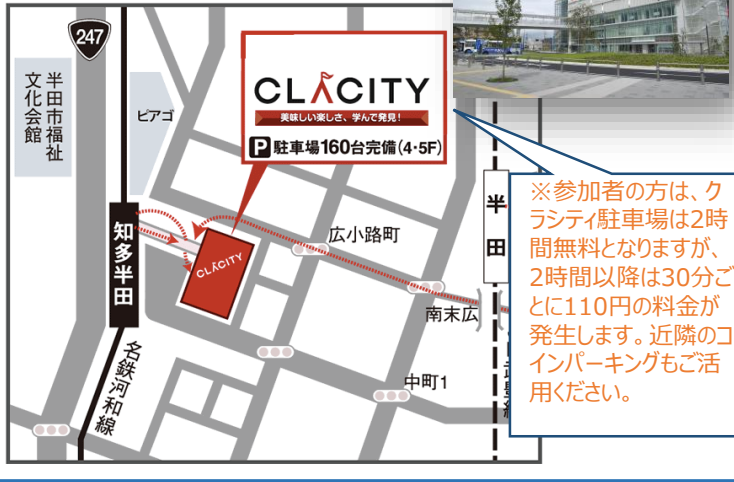 247
半田市福祉
文化会館
ピアゴ
CLACITY
美味しい楽しさ、学んで発見!
P駐車場160台完備(4・5F)
知多半田
CLACITY
広小路町
半田
南末広
中町1
名鉄河和線
※参加者の方は、ク
ラシティ駐車場は2時
間無料となりますが、
2時間以降は30分ご
とに110円の料金が
発生します。近隣のコ
インパーキングもご活
用ください。